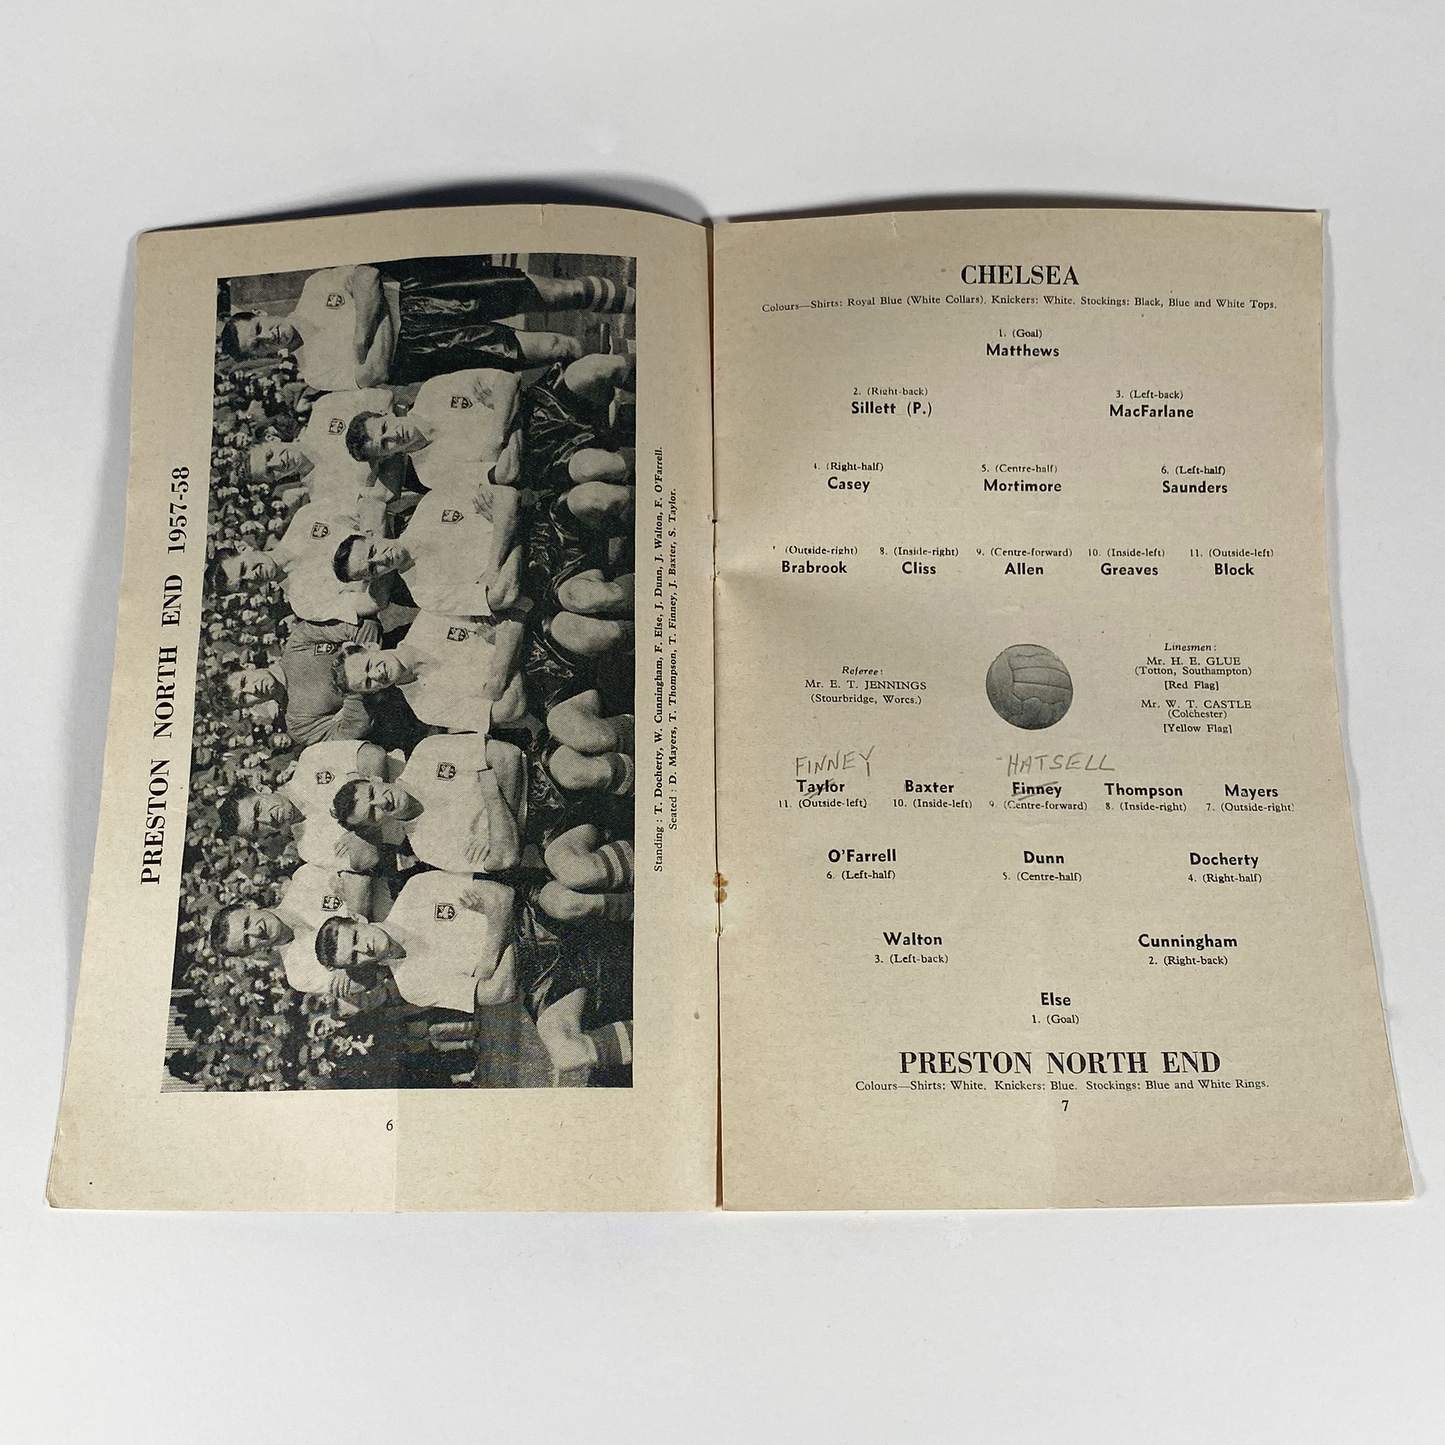 PRESTON NORTH END 1957-58
Standing : T. Docherty, W. Cunningham, F. Else, J. Dunn, J. Walton, F. O'Farrell.
Seated : D. Mayers, T. Thompson, T. Finney, J. Baxter, S. Taylor.
6
CHELSEA
Colours—Shirts: Royal Blue (White Collars). Knickers: White. Stockings: Black, Blue and White Tops.
1. (Goal)
Matthews
2. (Right-back) 3. (Left-back)
Sillett (P.) MacFarlane
4. (Right-half) 5. (Centre-half) 6. (Left-half)
Casey Mortimore Saunders
(Outside-right) 8. (Inside-right) 9. (Centre-forward) 10. (Inside-left) 11. (Outside-left)
Brabrook Cliss Allen Greaves Block
Referee:
Mr. E. T. JENNINGS
(Stourbridge, Worcs.)
Linesmen:
Mr. H. E. GLUE
(Totton, Southampton)
[Red Flag]
Mr. W. T. CASTLE
(Colchester)
[Yellow Flag]
FINNEY HATSELL
Taylor Baxter Finney Thompson Mayers
11. (Outside-left) 10. (Inside-left) 9. (Centre-forward) 8. (Inside-right) 7. (Outside-right)
O'Farrell Dunn Docherty
6. (Left-half) 5. (Centre-half) 4. (Right-half)
Walton Cunningham
3. (Left-back) 2. (Right-back)
Else
1. (Goal)
PRESTON NORTH END
Colours—Shirts: White. Knickers: Blue. Stockings: Blue and White Rings.
7